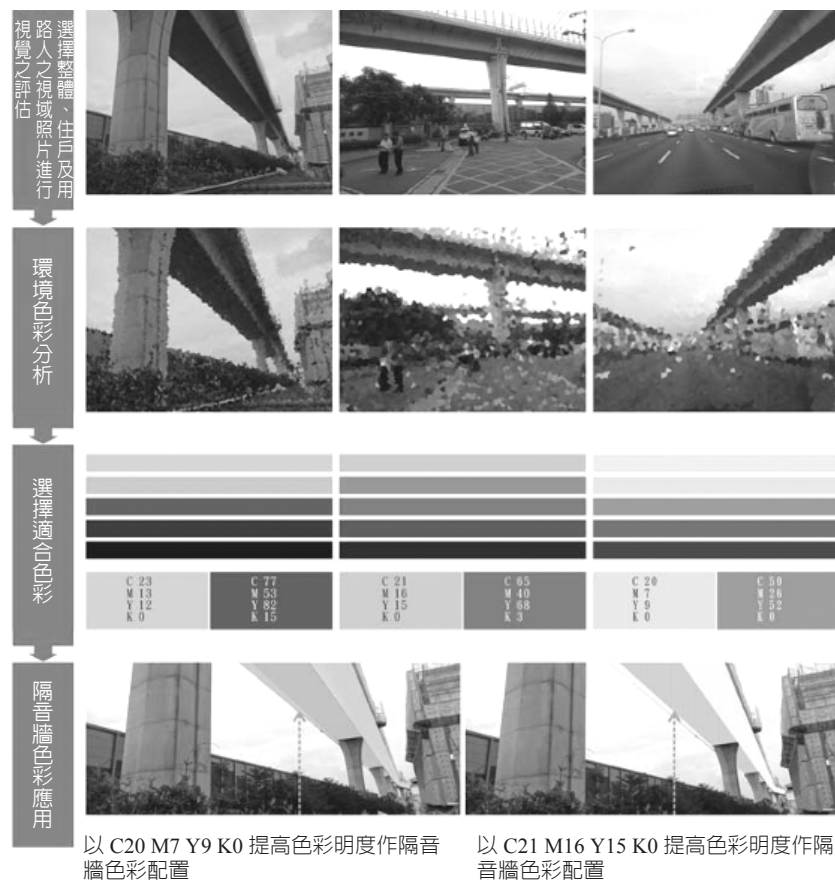 選擇整體、住戶及用
路人之視域照片進行
視覺之評估
環境色彩分析
選擇適合色彩
C 23
M 13
Y 12
K 0
C 77
M 53
Y 82
K 15
C 21
M 16
Y 15
K 0
C 65
M 40
Y 68
K 3
C 20
M 7
Y 9
K 0
C 50
M 26
Y 52
K 0
隔音牆色彩應用
以 C20 M7 Y9 K0 提高色彩明度作隔音
牆色彩配置
以 C21 M16 Y15 K0 提高色彩明度作隔
音牆色彩配置